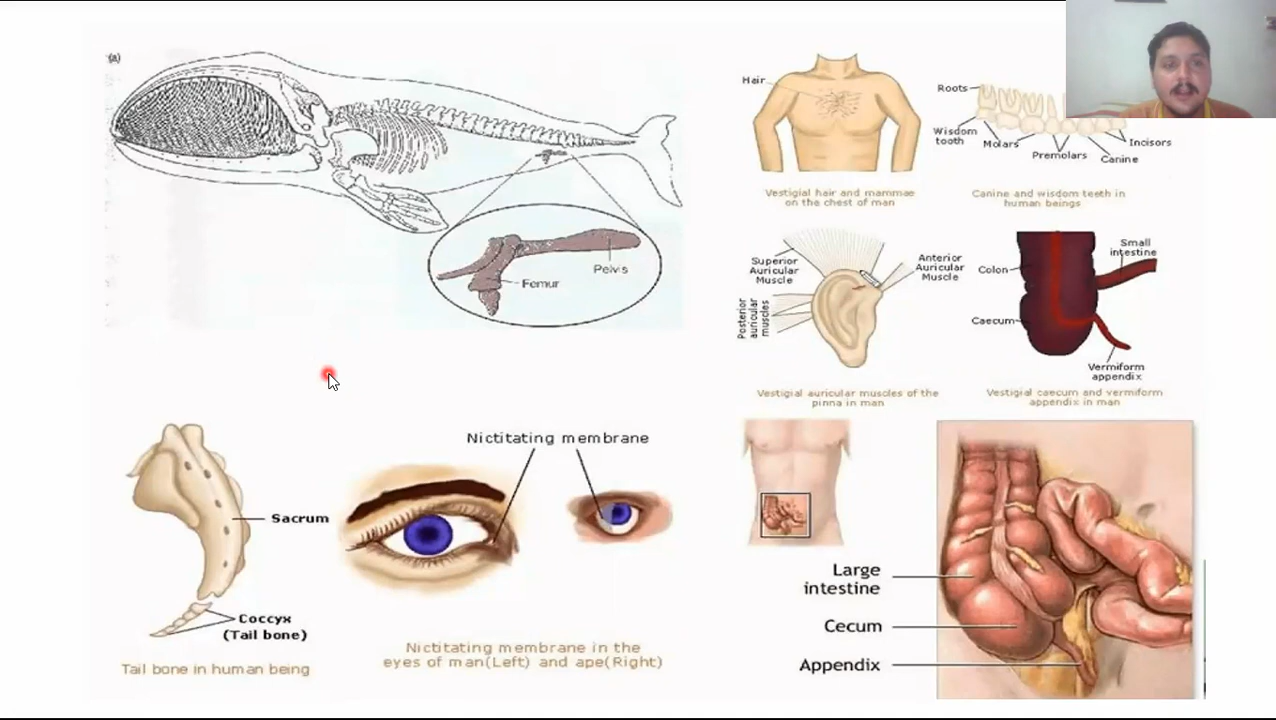 (a)
Pelvis
Femur
Hair
Vestigial hair and mammae
on the chest of man
Roots
Wisdom
tooth
Molars
Premolars
Canine
Incisors
Canine and wisdom teeth in
human beings
Superior
Auricular
Muscle
Anterior
Auricular
Muscle
Posterior
auricular
muscles
Vestigial auricular muscles of the
pinna in man
Small
intestine
Colon
Caecum
Vermiform
appendix
Vestigial caecum and vermiform
appendix in man
Sacrum
Coccyx
(Tail bone)
Tail bone in human being
Nictitating membrane
Nictitating membrane in the
eyes of man(Left) and ape(Right)
Large
intestine
Cecum
Appendix